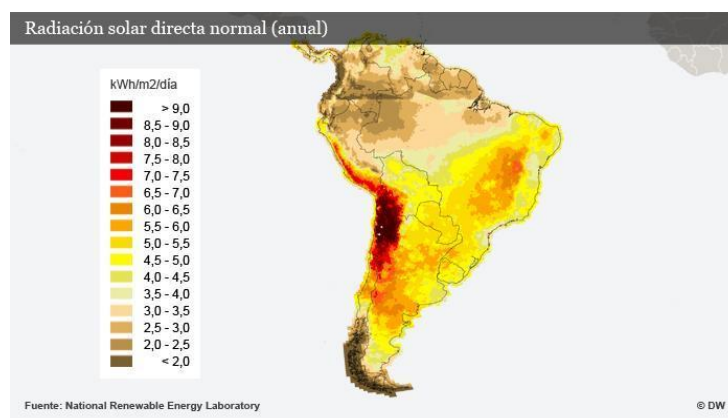 Radiación solar directa normal (anual)
kWh/m2/día
> 9,0
8,5 - 9,0
8,0 - 8,5
7,5 - 8,0
7,0 - 7,5
6,5 - 7,0
6,0 - 6,5
5,5 - 6,0
5,0 - 5,5
4,5 - 5,0
4,0 - 4,5
3,5 - 4,0
3,0 - 3,5
2,5 - 3,0
2,0 - 2,5
< 2,0
Fuente: National Renewable Energy Laboratory
© DW